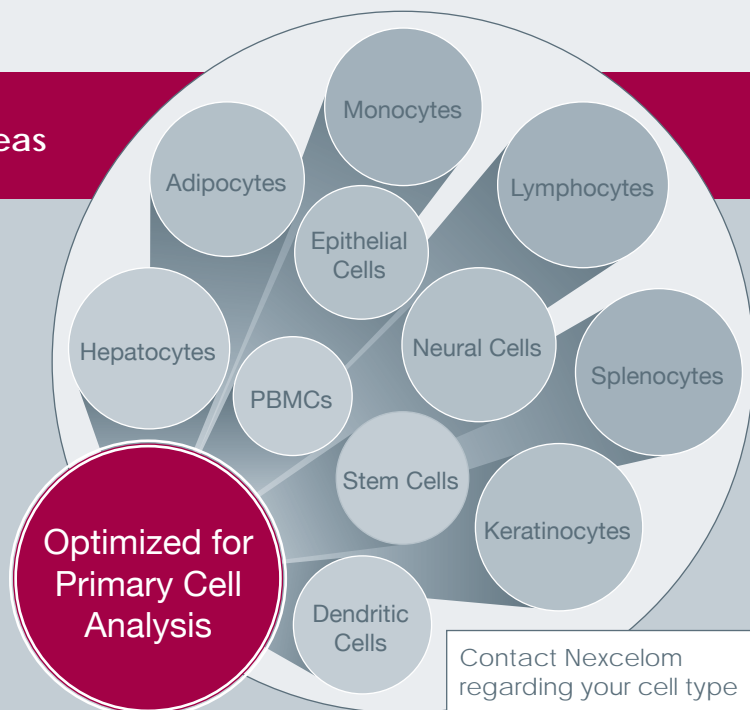 eas
Monocytes
Adipocytes
Lymphocytes
Epithelial
Cells
Hepatocytes
Neural Cells
Splenocytes
PBMCs
Stem Cells
Keratinocytes
Optimized for
Primary Cell
Analysis
Dendritic
Cells
Contact Nexcelom
regarding your cell type